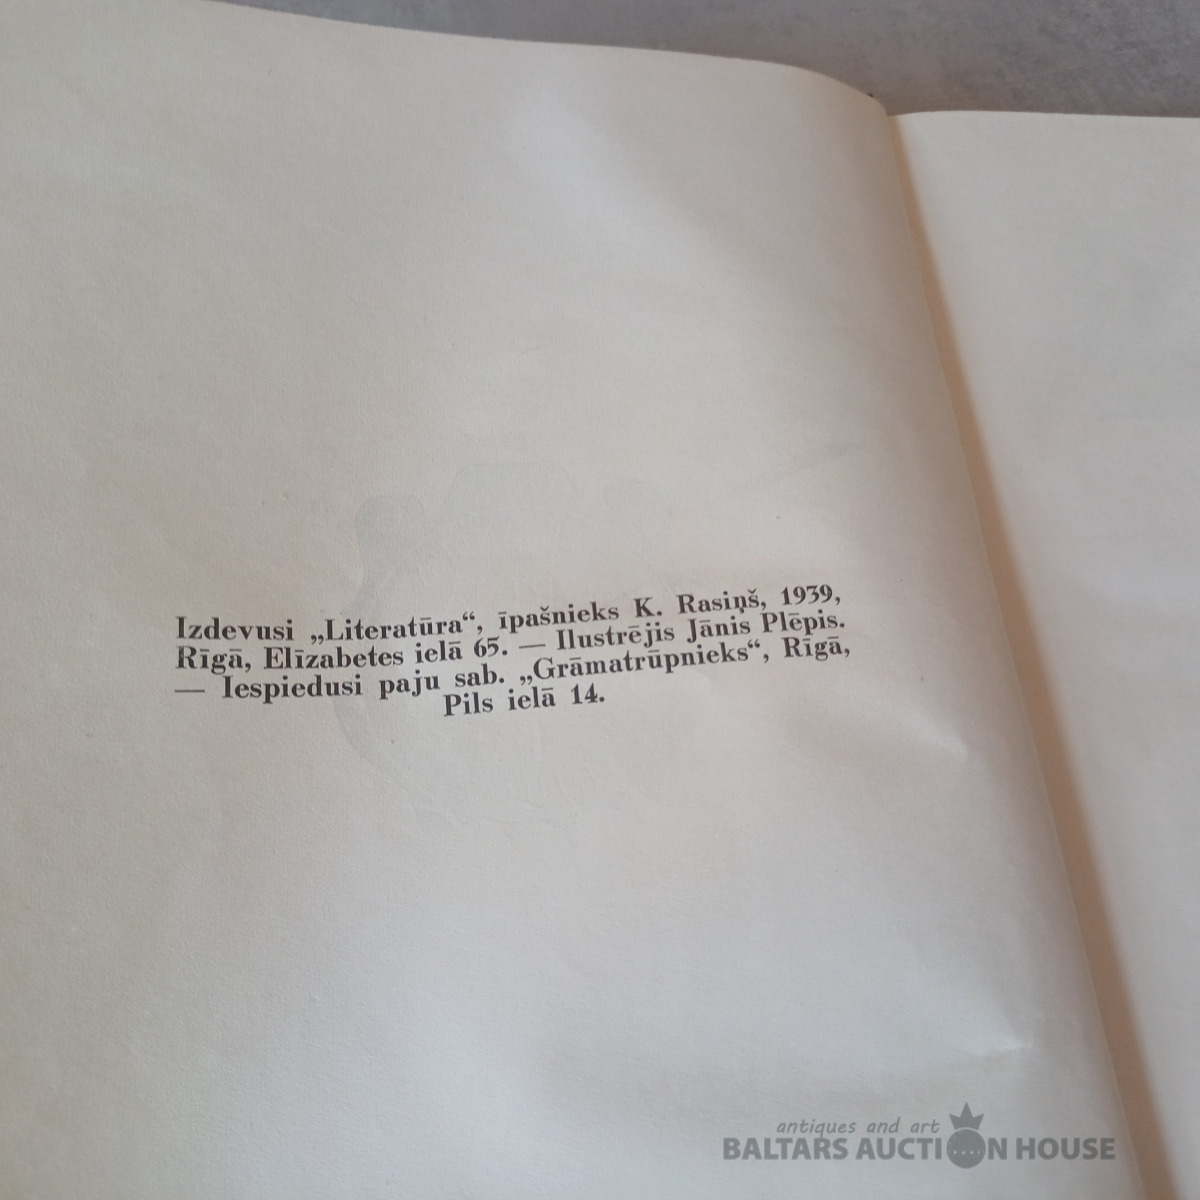 Izdevusi „Literatūra“, īpašnieks K. Rasiņš, 1939,
Rīgā, Elīzabetes ielā 65. — Ilustrējis Jānis Plēpis.
— Iespiedusi paju sab. „Grāmatrūpnieks“, Rīgā,
Pils ielā 14.
antiques and art
BALTARS AUCTION HOUSE